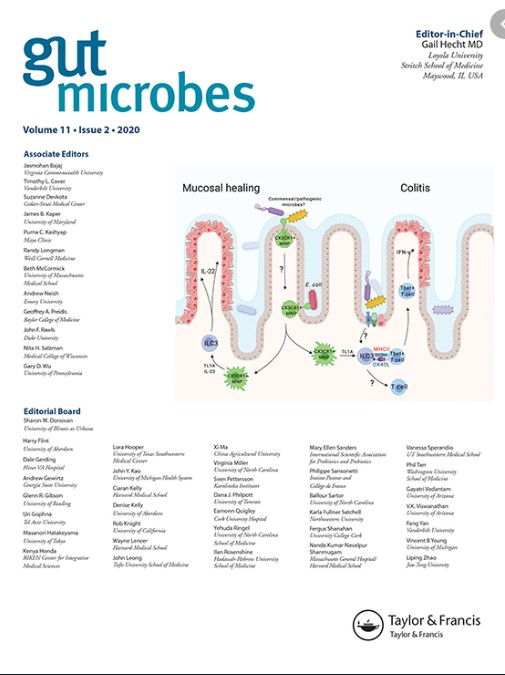 gut
microbes
Editor-in-Chief
Gail Hecht MD
Loyola University
Stritch School of Medicine
Maywood, IL USA
Volume 11 • Issue 2 • 2020
Associate Editors
Jasmohan Bajaj
Virginia Commonwealth University
Timothy L. Cover
Vanderbilt University
Suzanne Devkota
Cedars-Sinai Medical Center
James B. Kaper
University of Maryland
Purna C. Kashyap
Mayo Clinic
Randy Longman
Weill Cornell Medicine
Beth McCormick
University of Massachusetts
Medical School
Andrew Neish
Emory University
Geoffrey A. Preidis
Baylor College of Medicine
John F. Rawls
Duke University
Nita H. Salzman
Medical College of Wisconsin
Gary D. Wu
University of Pennsylvania
Mucosal healing
Commensal/pathogenic
microbes?
Colitis
CX3CR1+
MNP
IFN-γ
IL-22
?
E. coli
Tbet+
T cell
CX3CR1+
MNP
ILC3
?
TL1A
IL-23
CX3CR1+
MNP
CX3CR1+
MNP
TL1A
ILC3
MHCII
OX40L
Tbet+
T cell
?
T cell
Editorial Board
Sharon M. Donovan
University of Illinois at Urbana
Harry Flint
University of Aberdeen
Dale Gerding
Hines VA Hospital
Andrew Gewirtz
Georgia State University
Glenn R. Gibson
University of Reading
Uri Gophna
Tel Aviv University
Masanori Hatakeyama
University of Tokyo
Kenya Honda
RIKEN Center for Integrative
Medical Sciences
Lora Hooper
University of Texas Southwestern
Medical Center
John Y. Kao
University of Michigan Health System
Ciaran Kelly
Harvard Medical School
Denise Kelly
University of Aberdeen
Rob Knight
University of California
Wayne Lencer
Harvard Medical School
John Leong
Tufts University School of Medicine
Xi Ma
China Agricultural University
Virginia Miller
University of North Carolina
Sven Pettersson
Karolinska Institutet
Dana J. Philpott
University of Toronto
Eamonn Quigley
Cork University Hospital
Yehuda Ringel
University of North Carolina
School of Medicine
Ilan Rosenshine
Hadassah-Hebrew University
School of Medicine
Mary Ellen Sanders
International Scientific Association
for Probiotics and Prebiotics
Philippe Sansonetti
Institut Pasteur and
Collège de France
Balfour Sartor
University of North Carolina
Karla Fullner Satchell
Northwestern University
Fergus Shanahan
University College Cork
Nanda Kumar Navelpur
Shanmugam
Massachusetts General Hospital/
Harvard Medical School
Vanessa Sperandio
UT Southwestern Medical School
Phil Tarr
Washington University
School of Medicine
Gayatri Vedantam
University of Arizona
V.K. Viswanathan
University of Arizona
Fang Yan
Vanderbilt University
Vincent B Young
University of Michigan
Liping Zhao
Jiao Tong University
Taylor & Francis
Taylor & Francis